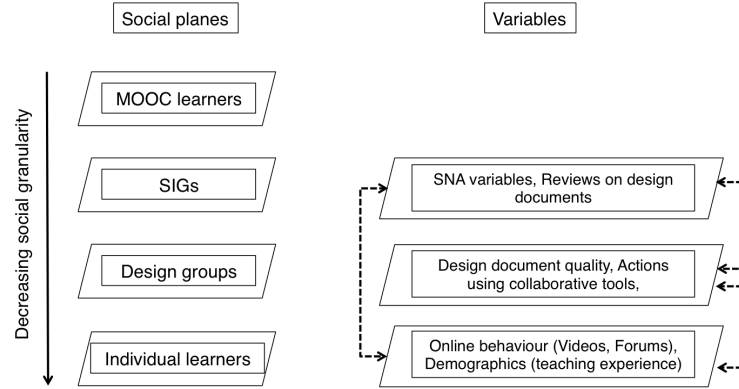 Social planes
Variables
Decreasing social granularity
MOOC learners
SIGs
SNA variables, Reviews on design
documents
Design groups
Design document quality, Actions
using collaborative tools,
Individual learners
Online behaviour (Videos, Forums),
Demographics (teaching experience)